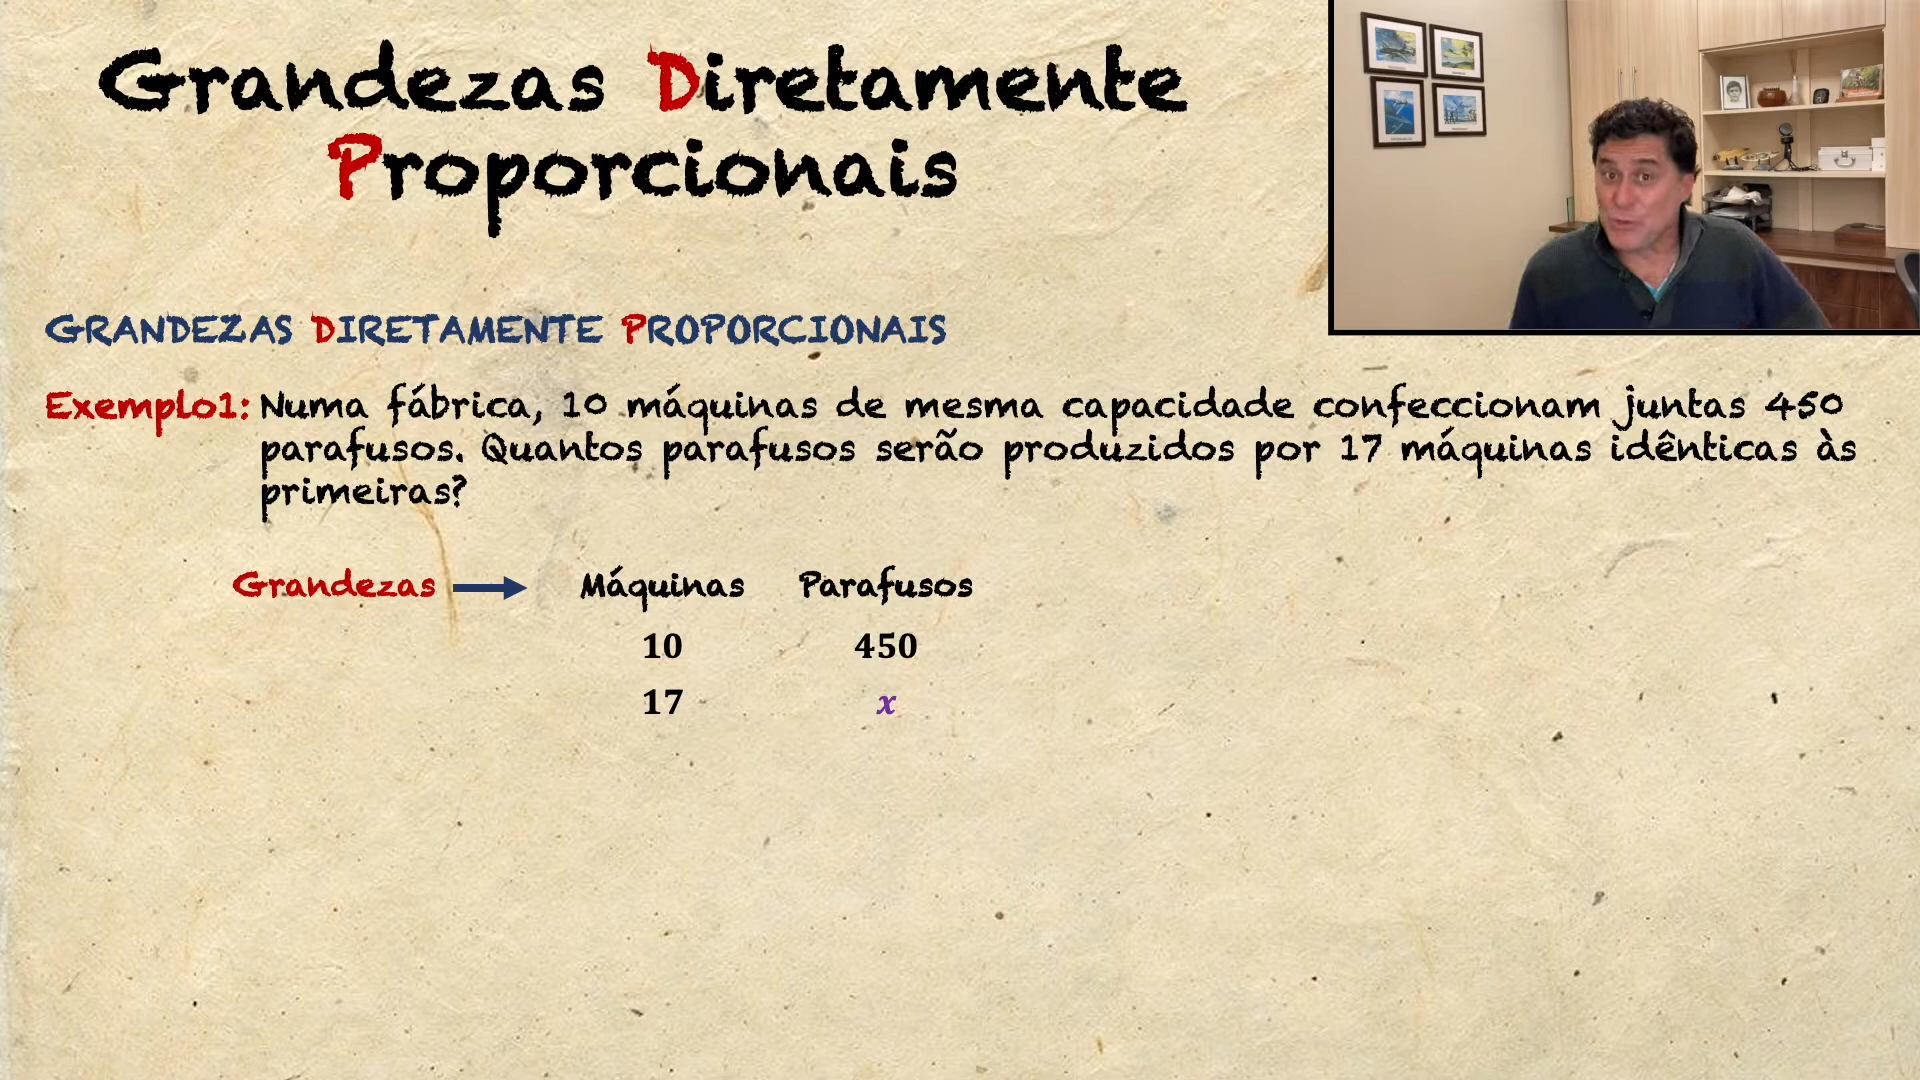 Grandezas Diretamente
Proporcionais
GRANDEZAS DIRETAMENTE PROPORCIONAIS
Exemplo1: Numa fábrica, 10 máquinas de mesma capacidade confeccionam juntas 450
parafusos. Quantos parafusos serão produzidos por 17 máquinas idênticas às
primeiras?
Grandezas Máquinas Parafusos
10 450
17 x